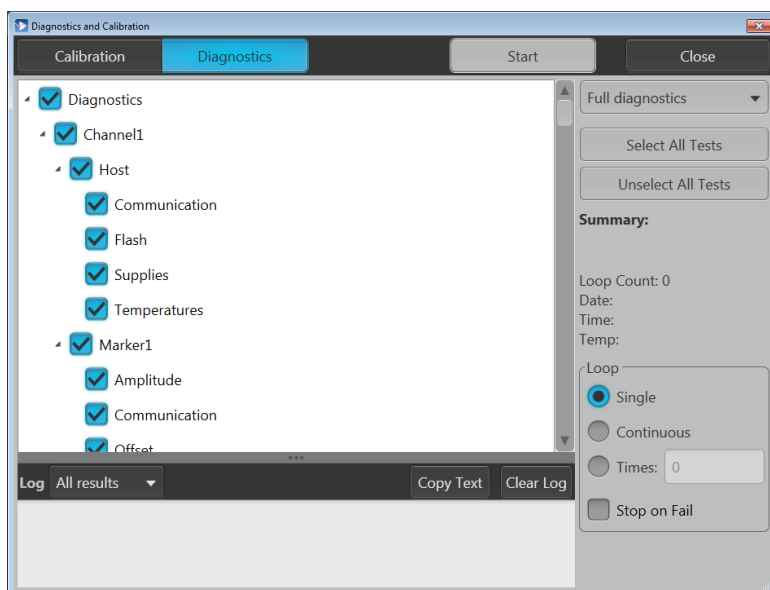 Diagnostics and Calibration
Calibration
Diagnostics
Start
Close
Diagnostics
Channel1
Host
Communication
Flash
Supplies
Temperatures
Marker1
Amplitude
Communication
Offset
Full diagnostics
Select All Tests
Unselect All Tests
Summary:
Loop Count: 0
Date:
Time:
Temp:
Loop
Single
Continuous
Times: 0
Stop on Fail
Log All results
Copy Text
Clear Log